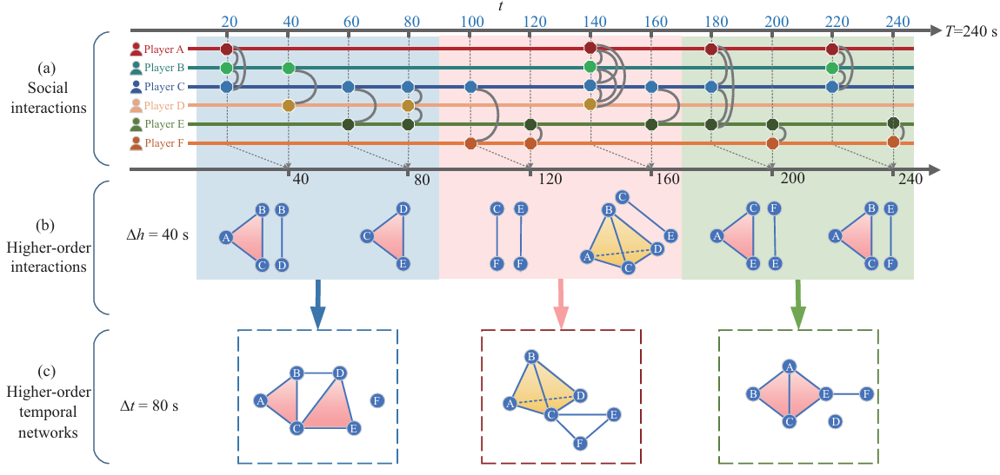 t
20 40 60 80 100 120 140 160 180 200 220 240
T=240 s
Player A
Player B
Player C
Player D
Player E
Player F
(a)
Social
interactions
40 80 120 160 200 240
(b)
Higher-order
interactions
Δh = 40 s
A B C B D
C D E
C F E F
A B C D C E
A C E F E
A B C E F
(c)
Higher-order
temporal
networks
Δt = 80 s
A B C D E F
A B C D E F
A B C E F D